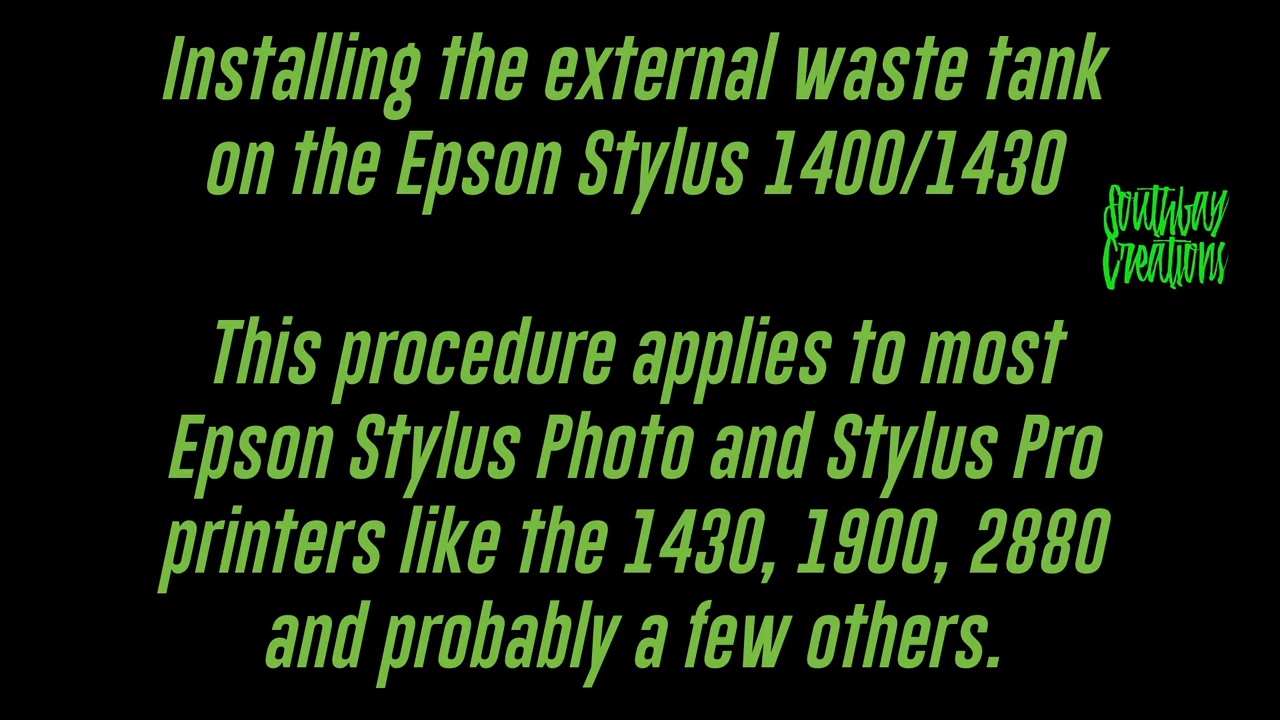 Installing the external waste tank
on the Epson Stylus 1400/1430
Southbay
Creations
This procedure applies to most
Epson Stylus Photo and Stylus Pro
printers like the 1430, 1900, 2880
and probably a few others.